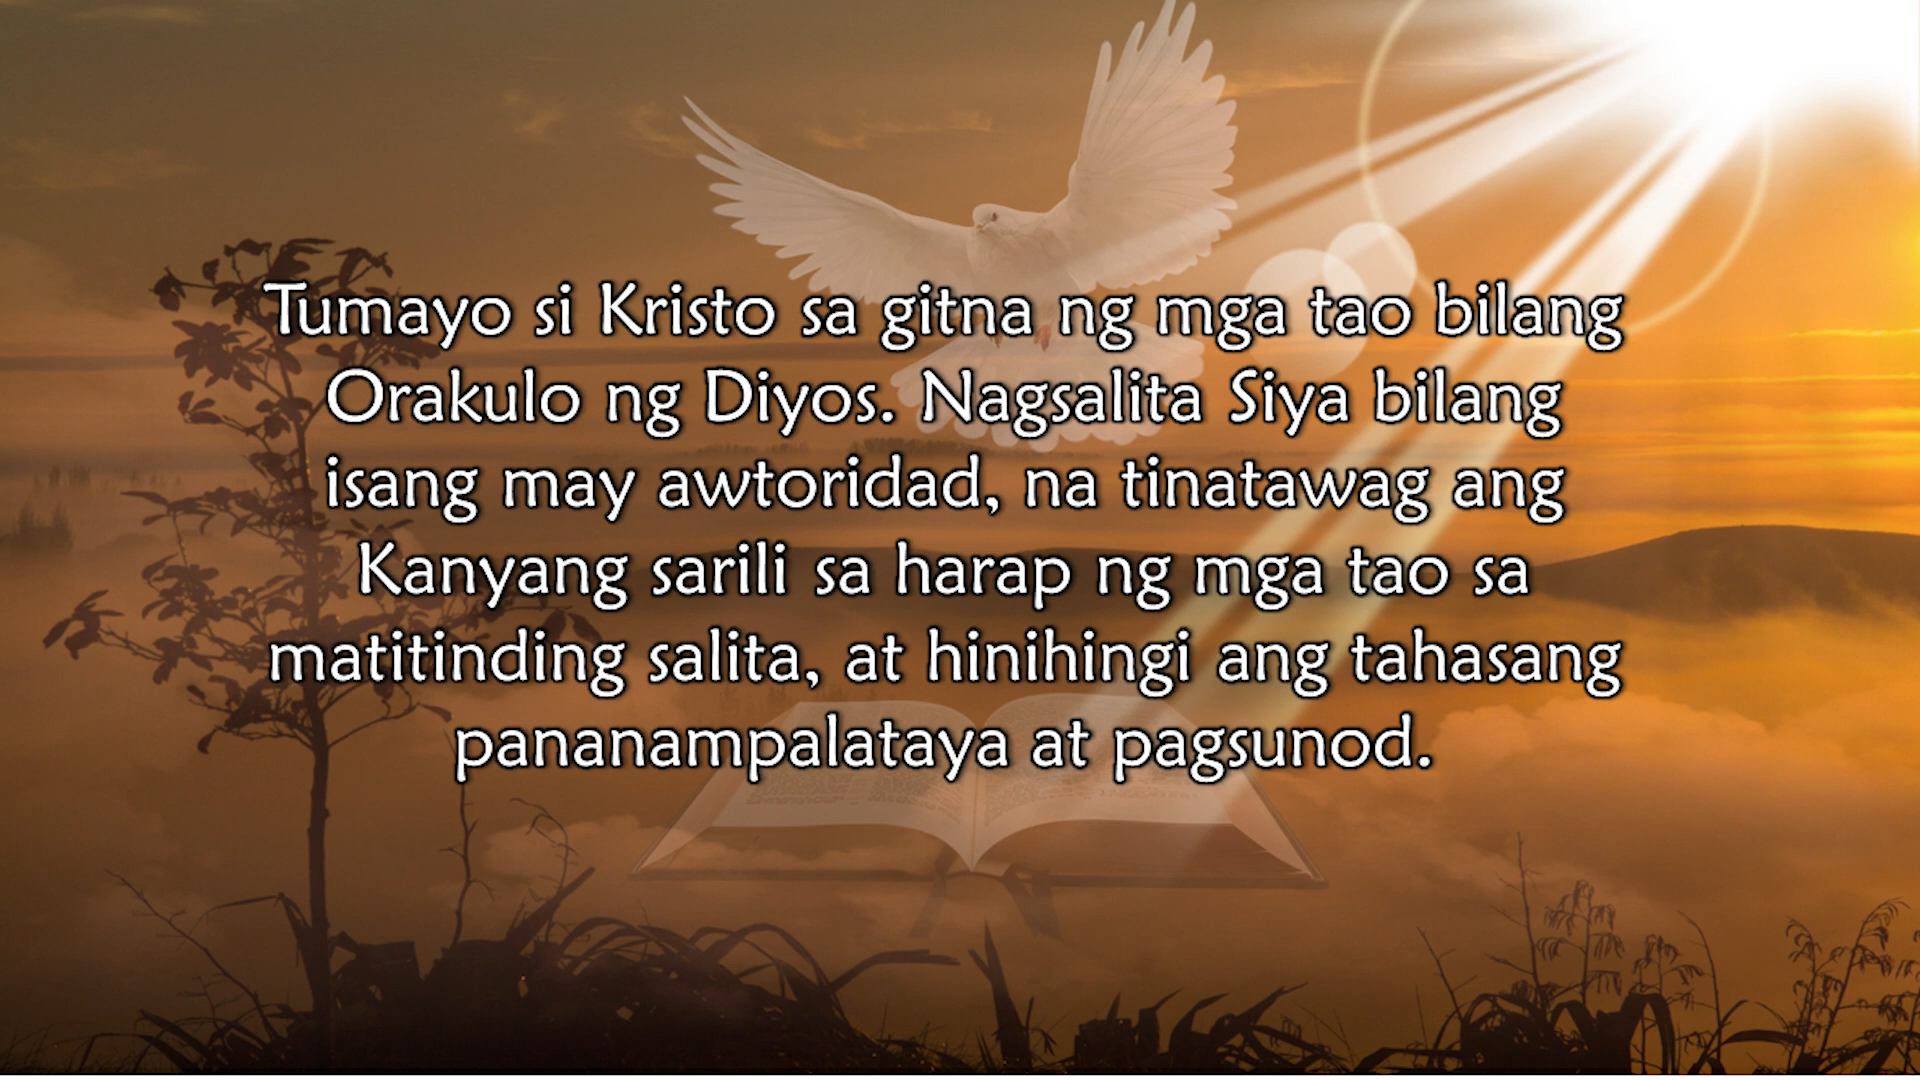 Tumayo si Kristo sa gitna ng mga tao bilang
Orakulo ng Diyos. Nagsalita Siya bilang
isang may awtoridad, na tinatawag ang
Kanyang sarili sa harap ng mga tao sa
matitinding salita, at hinihingi ang tahasang
pananampalataya at pagsunod.